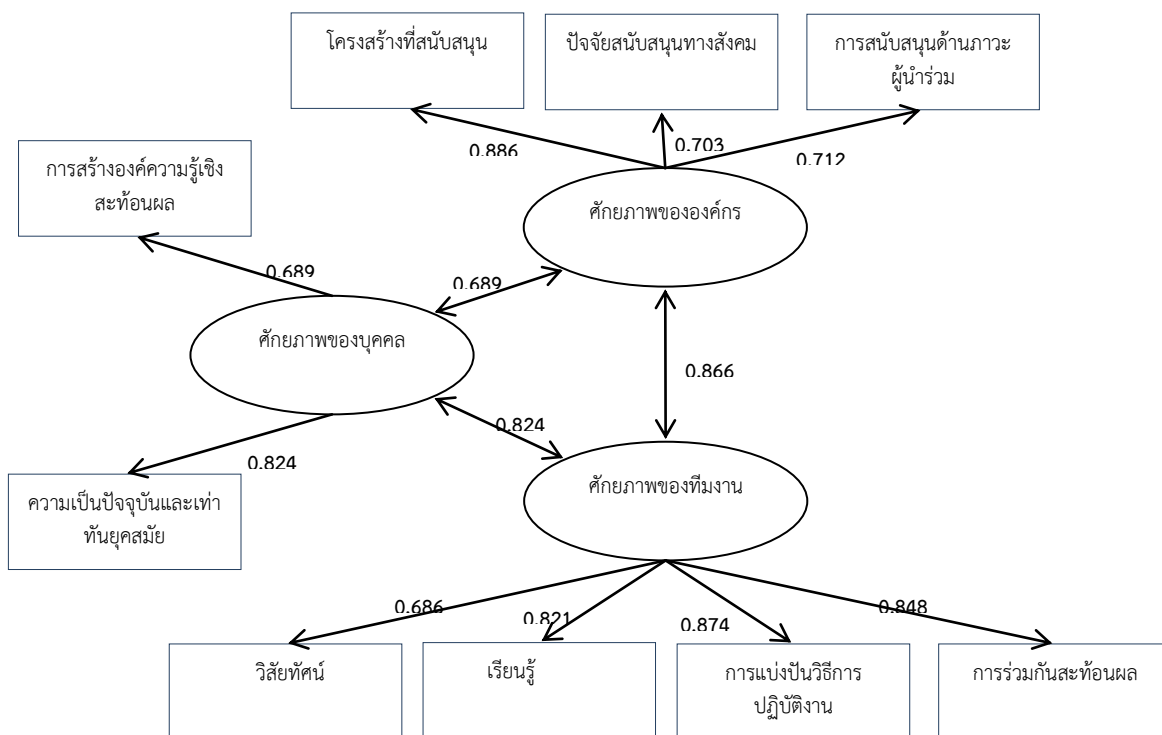 โครงสร้างที่สนับสนุน
ปัจจัยสนับสนุนทางสังคม
การสนับสนุนด้านภาวะ
ผู้นำร่วม
0.886
0.703
0.712
การสร้างองค์ความรู้เชิง
สะท้อนผล
ศักยภาพขององค์กร
0.689
0.689
ศักยภาพของบุคคล
0.866
0.824
0.824
ศักยภาพของทีมงาน
ความเป็นปัจจุบันและเท่า
ทันยุคสมัย
0.686
0.821
0.874
0.848
วิสัยทัศน์
เรียนรู้
การแบ่งปันวิธีการ
ปฏิบัติงาน
การร่วมกันสะท้อนผล